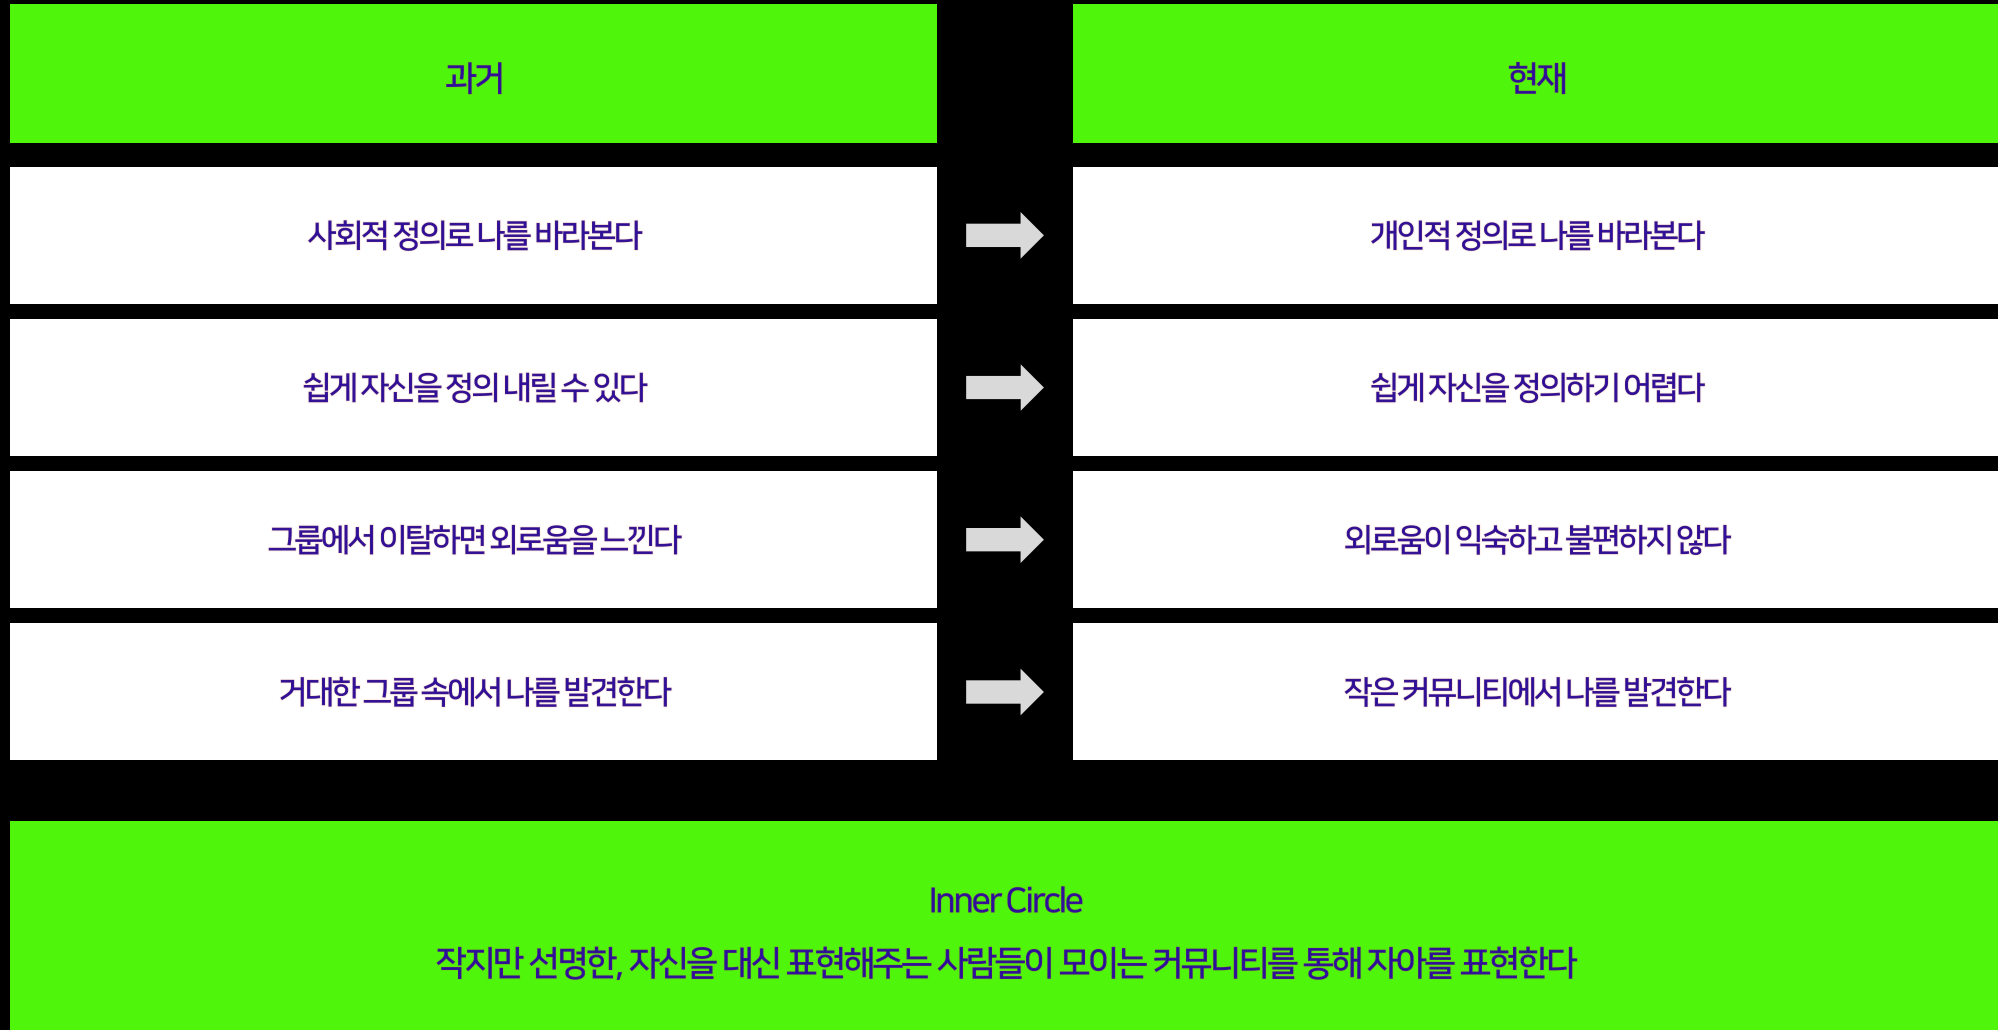 과거
현재
사회적 정의로 나를 바라본다
개인적 정의로 나를 바라본다
쉽게 자신을 정의 내릴 수 있다
쉽게 자신을 정의하기 어렵다
그룹에서 이탈하면 외로움을 느낀다
외로움이 익숙하고 불편하지 않다
거대한 그룹 속에서 나를 발견한다
작은 커뮤니티에서 나를 발견한다
Inner Circle
작지만 선명한, 자신을 대신 표현해주는 사람들이 모이는 커뮤니티를 통해 자아를 표현한다